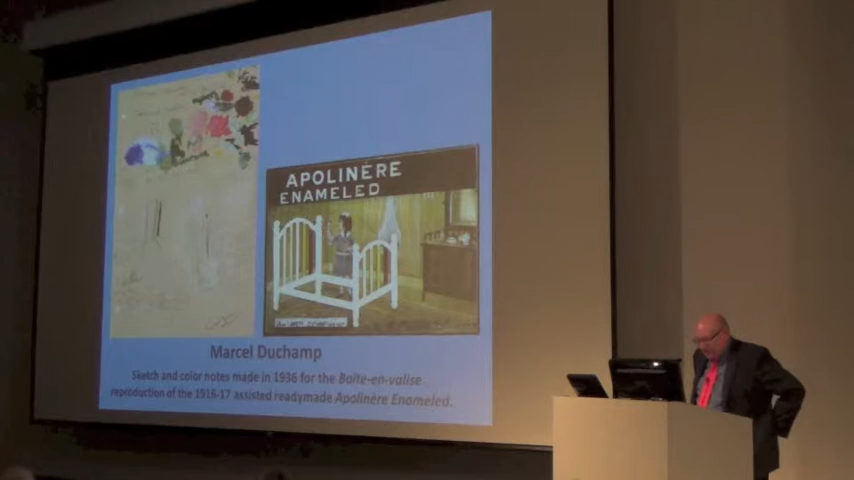 APOLINÈRE
ENAMELED
Marcel Duchamp
Sketch and color notes made in 1936 for the Boîte-en-valise
reproduction of the 1916-17 assisted readymade Apolinère Enameled.